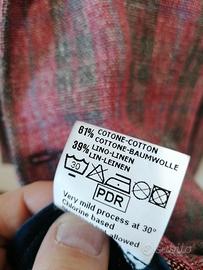 61% COTONE-COTTON
COTTONE-BAUMWOLLE
39% LINO-LINEN
LIN-LEINEN
30
PDR
Very mild process at 30°
Chlorine based
allowed
subito